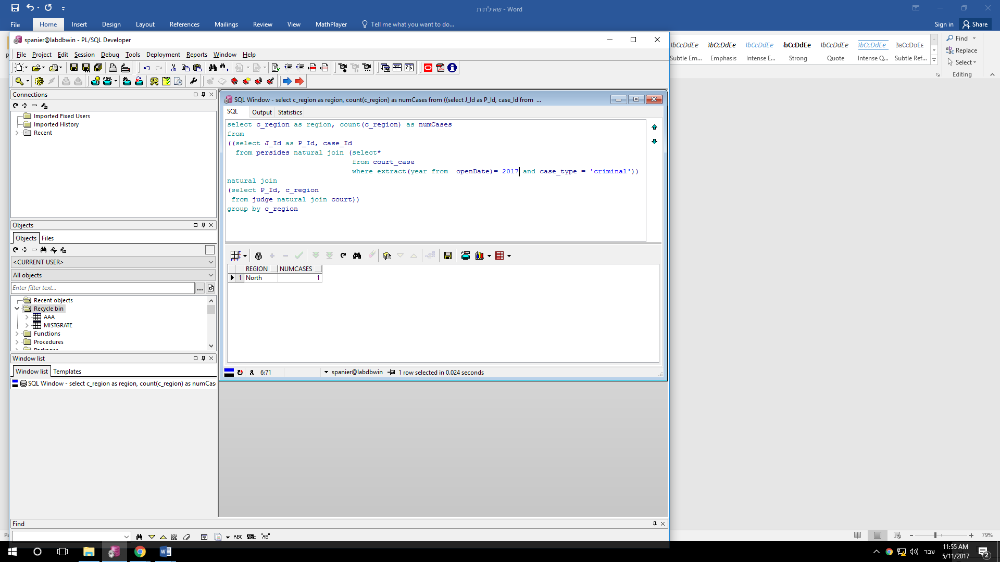 שאילתות - Word
File Home Insert Design Layout References Mailings Review View MathPlayer Tell me what you want to do... Sign in Share
spanier@labdbwin - PL/SQL Developer
File Project Edit Session Debug Tools Deployment Reports Window Help
Subtle Em... Emphasis Intense E... Strong Quote Intense Q... Subtle Ref...
Find
Replace
Select
Editing
Connections
Imported Fixed Users
Imported History
Recent
Objects
Objects Files
<CURRENT USER>
All objects
Enter filter text...
Recent objects
Recycle bin
AAA
MISTGRATE
Functions
Procedures
Window list
Window list Templates
SQL Window - select c_region as region, count(c_region) as numCas
SQL Window - select c_region as region, count(c_region) as numCases from ((select J_Id as P_Id, case_Id from ...
SQL Output Statistics
select c_region as region, count(c_region) as numCases
from
((select J_Id as P_Id, case_Id
from persides natural join (select*
from court_case
where extract(year from openDate)= 2017 and case_type = 'criminal'))
natural join
(select P_Id, c_region
from judge natural join court))
group by c_region
REGION NUMCASES
1 North 1
& 6:71 spanier@labdbwin 1 row selected in 0.024 seconds
Find
ABC "AB"
79%
עבר
11:55 AM
5/11/2017
2